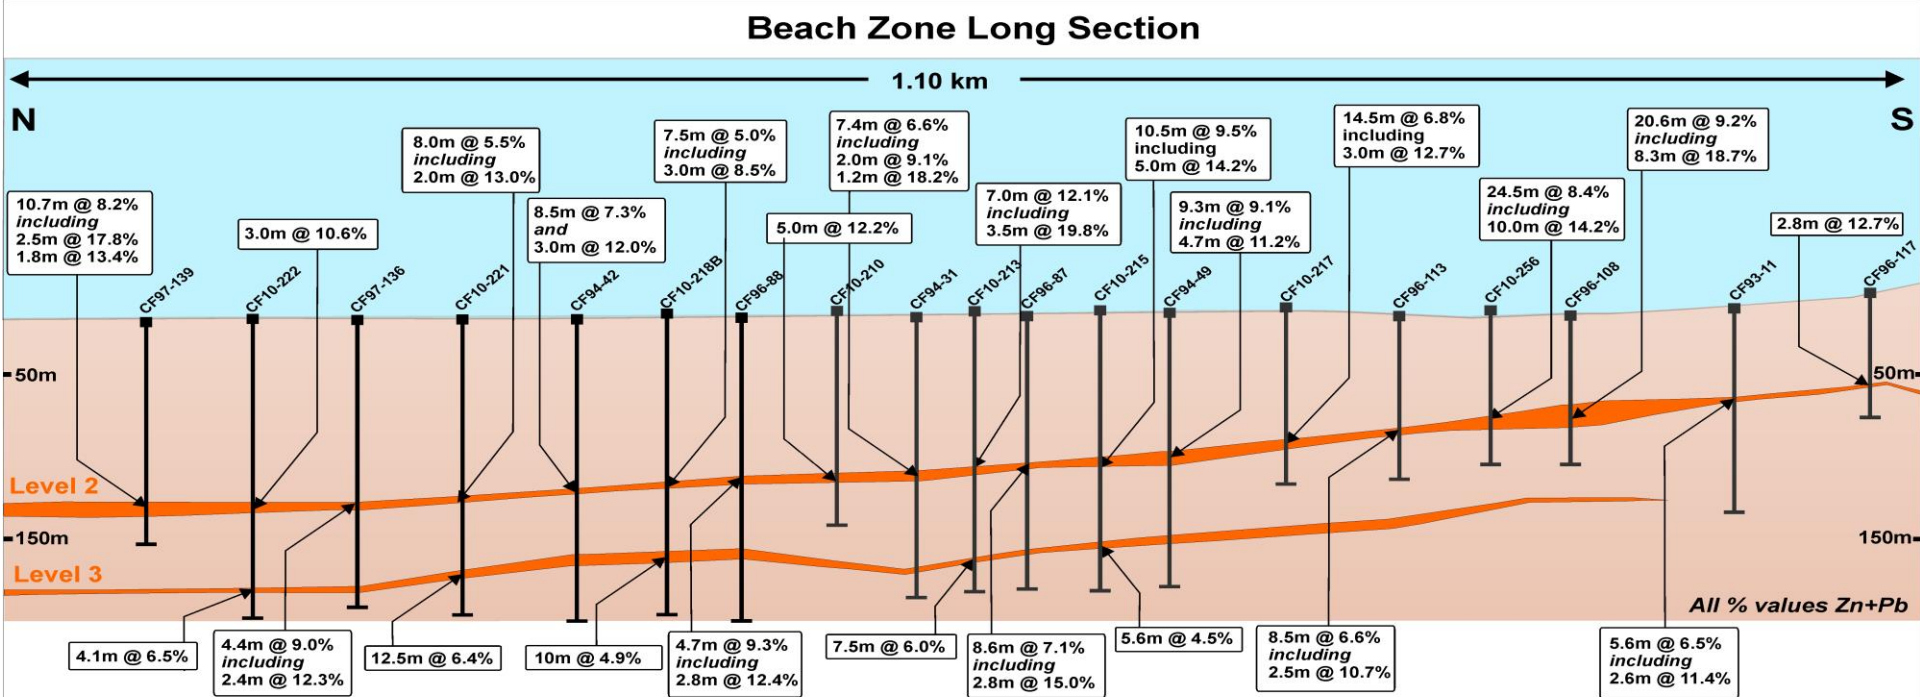 Beach Zone Long Section
1.10 km
N
S
10.7m @ 8.2%
including
2.5m @ 17.8%
1.8m @ 13.4%
3.0m @ 10.6%
8.0m @ 5.5%
including
2.0m @ 13.0%
8.5m @ 7.3%
and
3.0m @ 12.0%
7.5m @ 5.0%
including
3.0m @ 8.5%
5.0m @ 12.2%
7.4m @ 6.6%
including
2.0m @ 9.1%
1.2m @ 18.2%
7.0m @ 12.1%
including
3.5m @ 19.8%
10.5m @ 9.5%
including
5.0m @ 14.2%
9.3m @ 9.1%
including
4.7m @ 11.2%
14.5m @ 6.8%
including
3.0m @ 12.7%
24.5m @ 8.4%
including
10.0m @ 14.2%
20.6m @ 9.2%
including
8.3m @ 18.7%
2.8m @ 12.7%
CF97-139
CF10-222
CF97-136
CF10-221
CF94-42
CF10-218B
CF96-88
CF10-210
CF94-31
CF10-213
CF96-87
CF10-215
CF94-49
CF10-217
CF96-113
CF10-256
CF96-108
CF93-11
CF96-117
50m
50m
Level 2
150m
150m
Level 3
All % values Zn+Pb
4.1m @ 6.5%
4.4m @ 9.0%
including
2.4m @ 12.3%
12.5m @ 6.4%
10m @ 4.9%
4.7m @ 9.3%
including
2.8m @ 12.4%
7.5m @ 6.0%
8.6m @ 7.1%
including
2.8m @ 15.0%
5.6m @ 4.5%
8.5m @ 6.6%
including
2.5m @ 10.7%
5.6m @ 6.5%
including
2.6m @ 11.4%